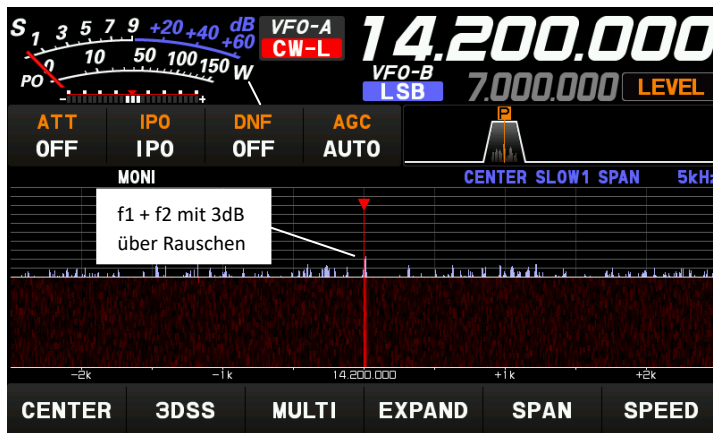 S 1 3 5 7 9 +20 +40 +60 dB
PO 0 10 50 100 150 W
- +
VFO-A
CW-L
14.200.000
VFO-B
LSB
7.000.000
LEVEL
ATT IPO DNF AGC
OFF IPO OFF AUTO
P
MONI
CENTER SLOW1 SPAN 5kHz
f1 + f2 mit 3dB
über Rauschen
-2k -1k 14.200.000 +1k +2k
CENTER 3DSS MULTI EXPAND SPAN SPEED